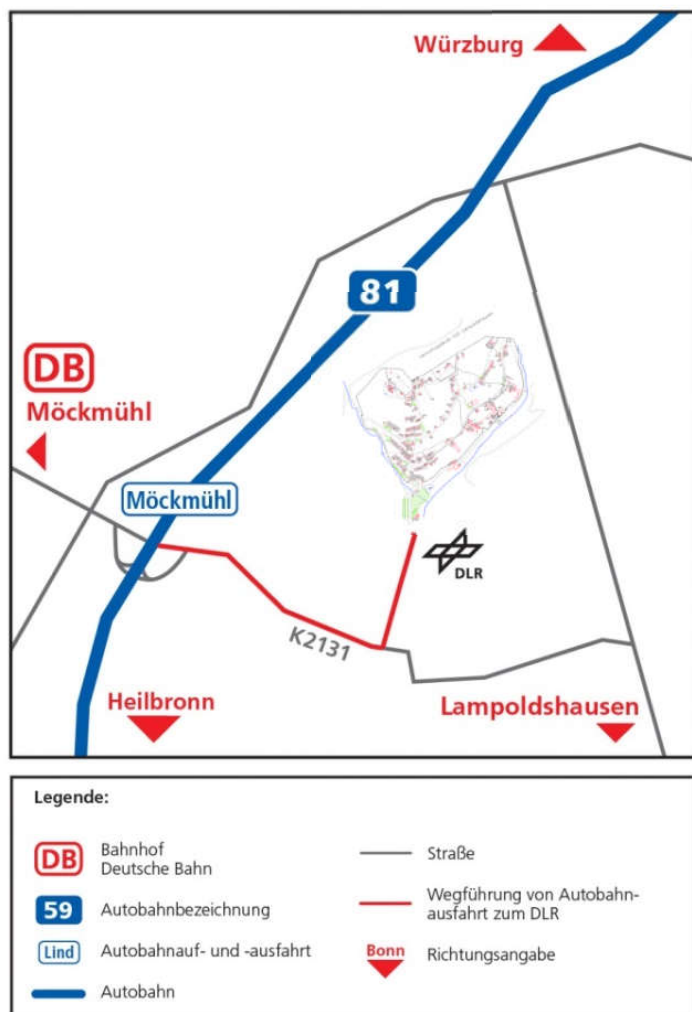 Würzburg
81
DB
Möckmühl
Möckmühl
DLR
K2131
Heilbronn
Lampoldshausen
Legende:
DB
Bahnhof
Deutsche Bahn
59
Autobahnbezeichnung
Lind
Autobahnauf- und -ausfahrt
Autobahn
Straße
Wegführung von Autobahn-
ausfahrt zum DLR
Bonn
Richtungsangabe